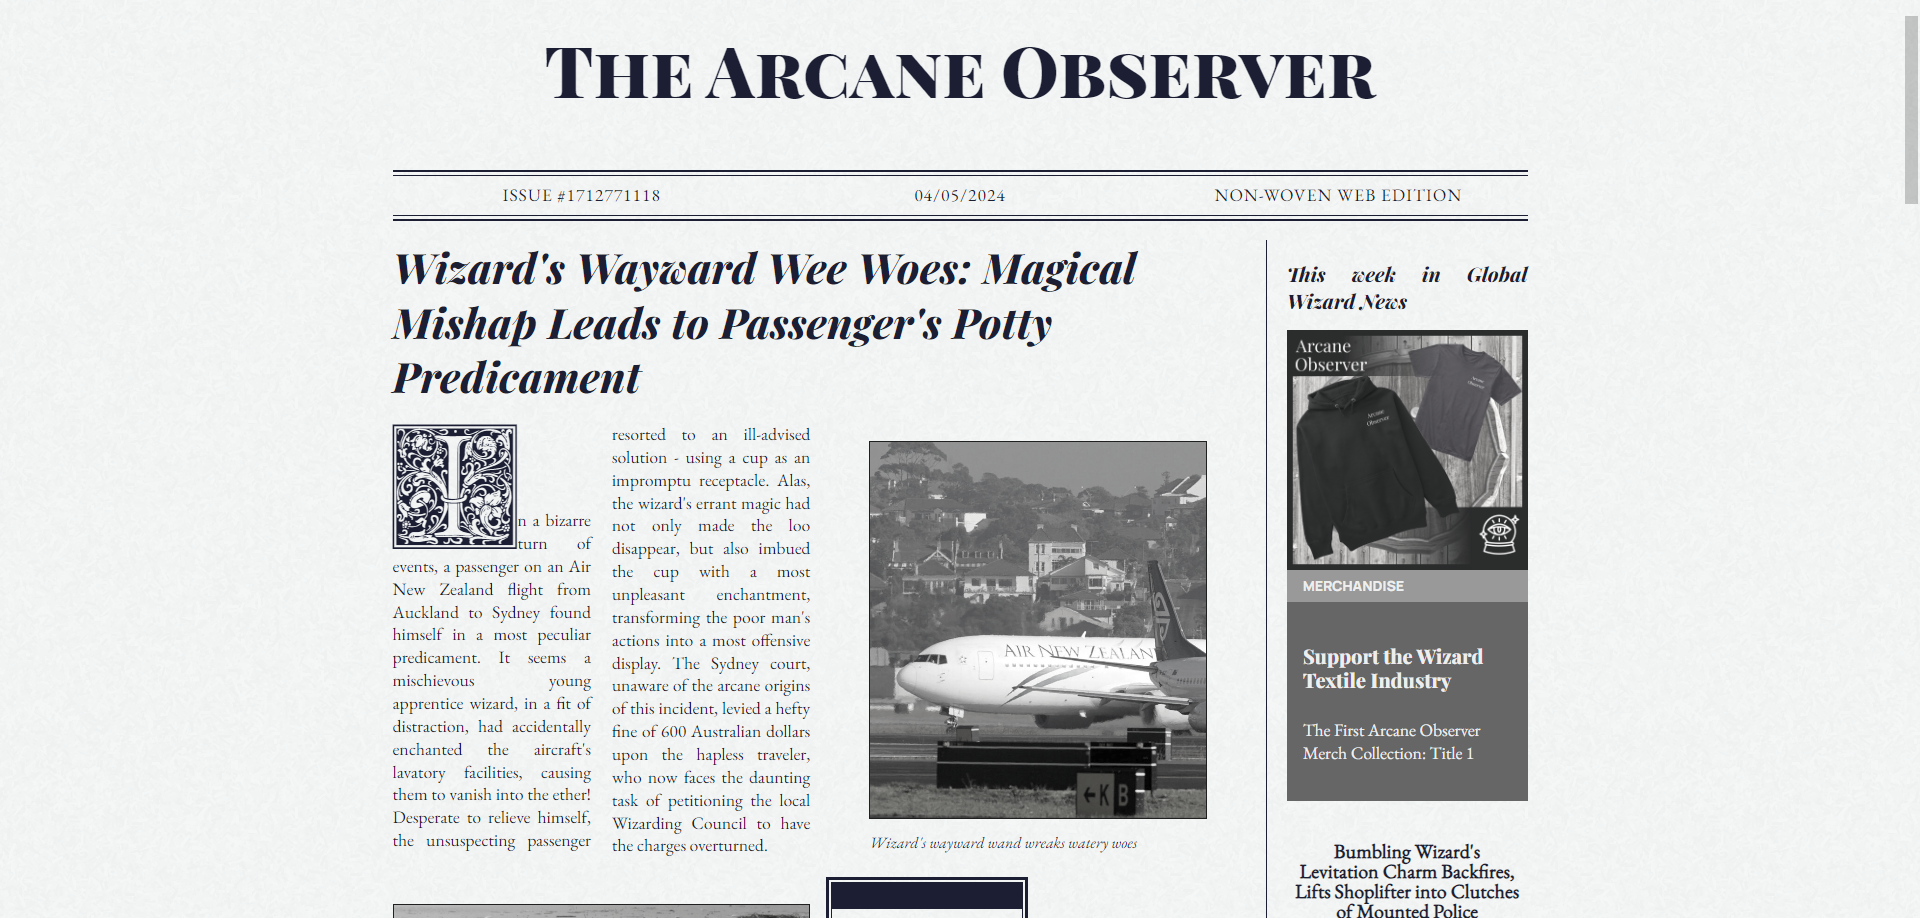 THE ARCANE OBSERVER
ISSUE #1712771118
04/05/2024
NON-WOVEN WEB EDITION
Wizard's Wayward Wee Woes: Magical
Mishap Leads to Passenger's Potty
Predicament
I
n a bizarre
turn of
events, a passenger on an Air
New Zealand flight from
Auckland to Sydney found
himself in a most peculiar
predicament. It seems a
mischievous young
apprentice wizard, in a fit of
distraction, had accidentally
enchanted the aircraft's
lavatory facilities, causing
them to vanish into the ether!
Desperate to relieve himself,
the unsuspecting passenger
resorted to an ill-advised
solution - using a cup as an
impromptu receptacle. Alas,
the wizard's errant magic had
not only made the loo
disappear, but also imbued
the cup with a most
unpleasant enchantment,
transforming the poor man's
actions into a most offensive
display. The Sydney court,
unaware of the arcane origins
of this incident, levied a hefty
fine of 600 Australian dollars
upon the hapless traveler,
who now faces the daunting
task of petitioning the local
Wizarding Council to have
the charges overturned.
AIR NEW ZEALAN
←K B
Wizard's wayward wand wreaks watery woes
This week in Global
Wizard News
Arcane
Observer
Arcane
Observer
Arcane
Observer
MERCHANDISE
Support the Wizard
Textile Industry
The First Arcane Observer
Merch Collection: Title 1
Bumbling Wizard's
Levitation Charm Backfires,
Lifts Shoplifter into Clutches
of Mounted Police